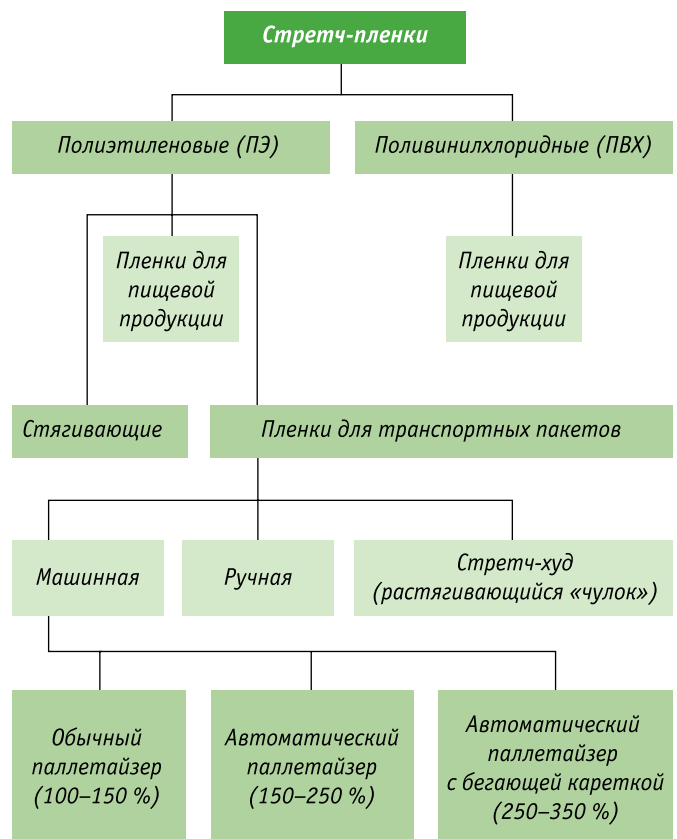 Стретч-пленки
Полиэтиленовые (ПЭ)
Поливинилхлоридные (ПВХ)
Пленки для
пищевой
продукции
Пленки для
пищевой
продукции
Стягивающие
Пленки для транспортных пакетов
Машинная
Ручная
Стретч-худ
(растягивающийся «чулок»)
Обычный
паллетайзер
(100–150 %)
Автоматический
паллетайзер
(150–250 %)
Автоматический
паллетайзер
с бегающей кареткой
(250–350 %)